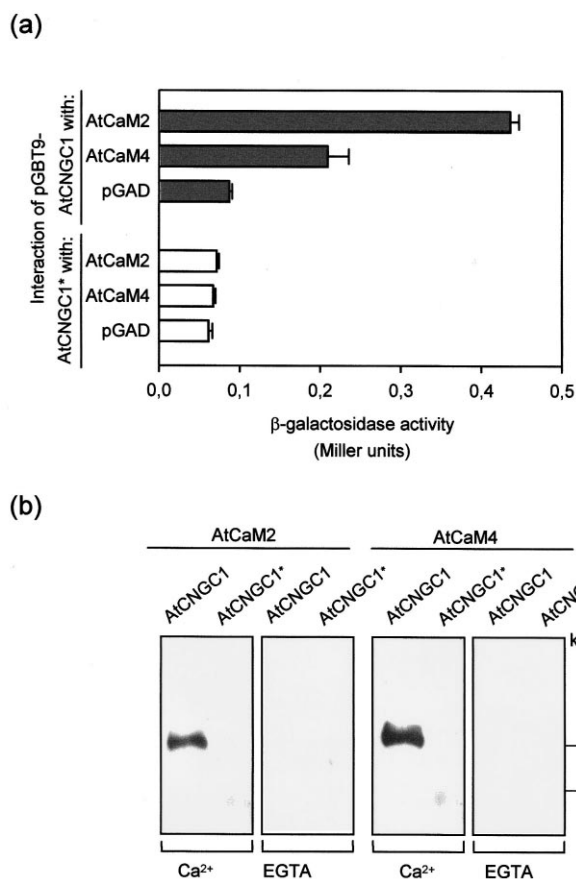 (a)
Interaction of pGBT9-
AtCNGC1 with:
AtCaM2
AtCaM4
pGAD
AtCNGC1* with:
AtCaM2
AtCaM4
pGAD
0,0 0,1 0,2 0,3 0,4 0,5
β-galactosidase activity
(Miller units)
(b)
AtCaM2 AtCaM4
AtCNGC1 AtCNGC1* AtCNGC1 AtCNGC1* AtCNGC1 AtCNGC1* AtCNGC1 AtCNG
k
Ca²⁺ EGTA Ca²⁺ EGTA